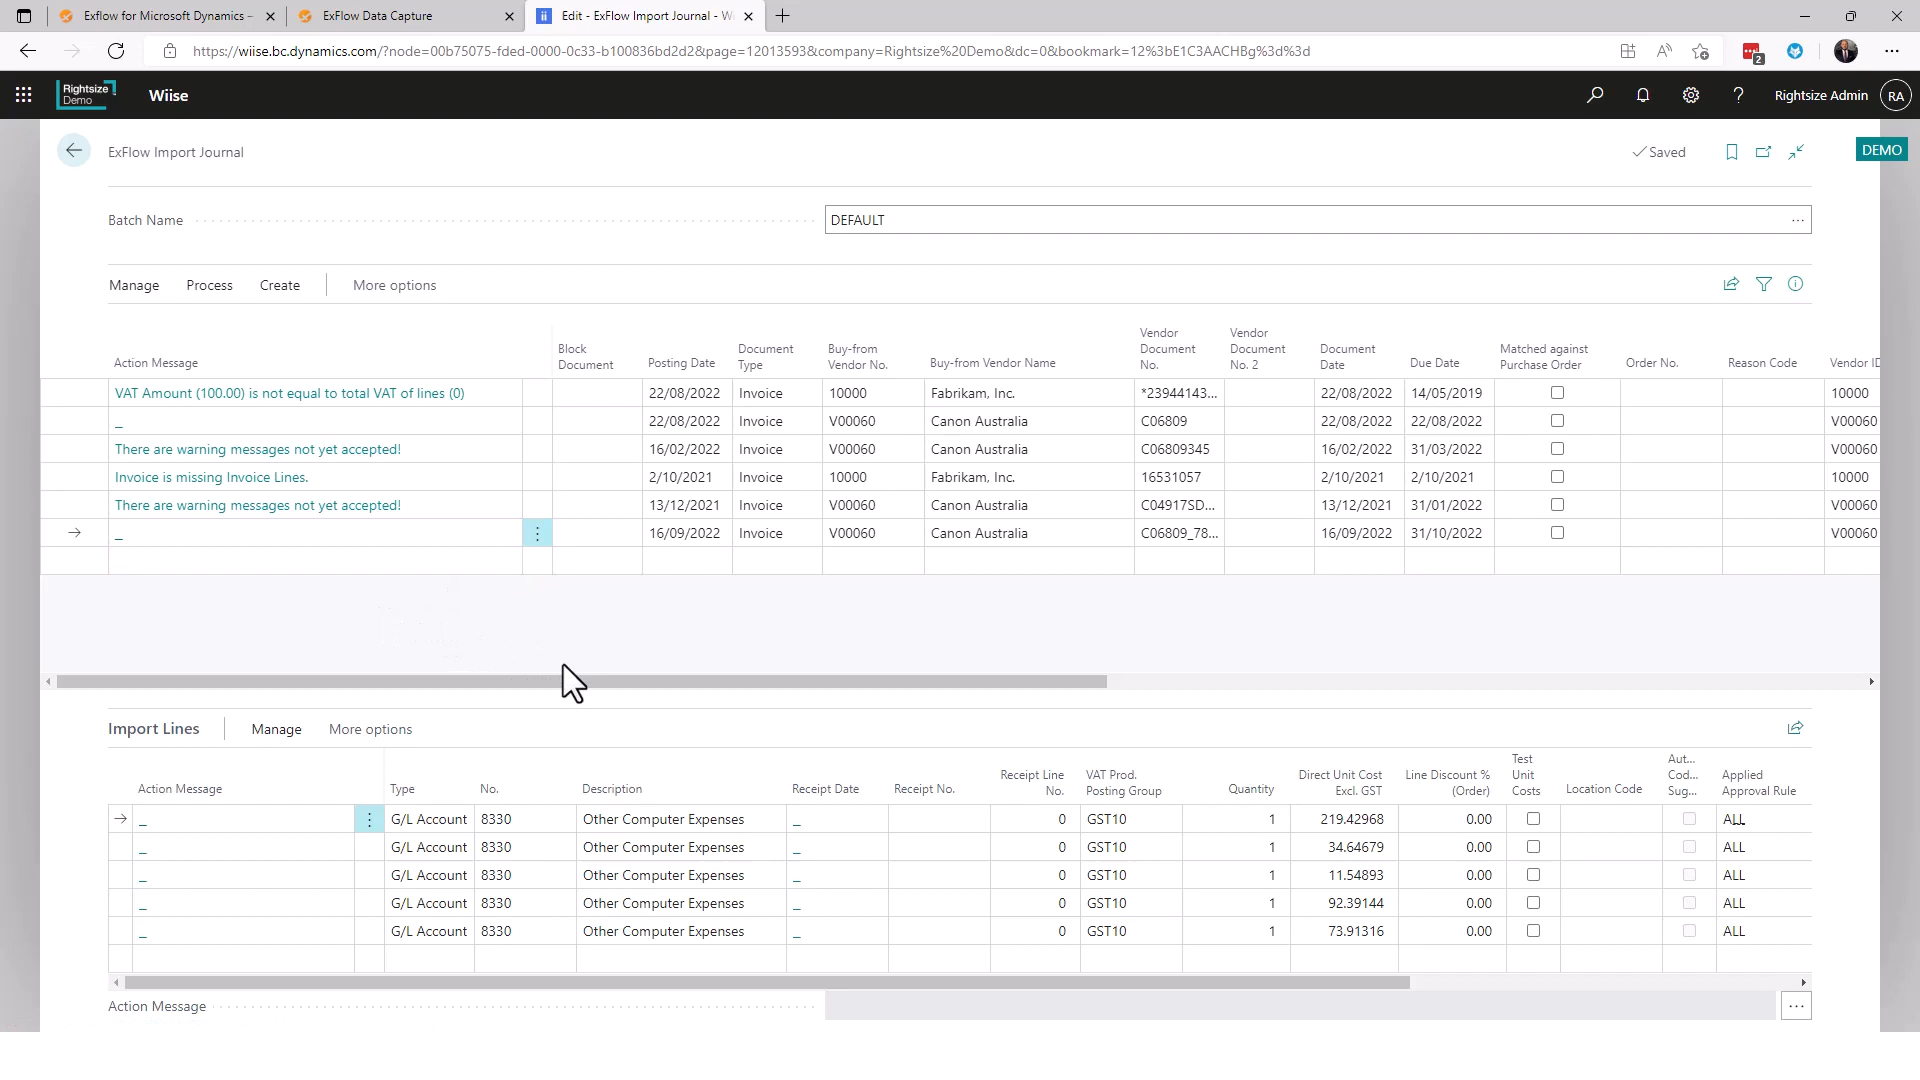 Exflow for Microsoft Dynamics –
ExFlow Data Capture
Edit - ExFlow Import Journal - W
https://wiise.bc.dynamics.com/?node=00b75075-fded-0000-0c33-b100836bd2d2&page=12013593&company=Rightsize%20Demo&dc=0&bookmark=12%3bE1C3AACHBg%3d%3d
2
Rightsize
Demo
Wiise
?
Rightsize Admin
RA
ExFlow Import Journal
Saved
DEMO
Batch Name
DEFAULT
Manage Process Create More options
Action Message Block Document Posting Date Document Type Buy-from Vendor No. Buy-from Vendor Name Vendor Document No. Vendor Document No. 2 Document Date Due Date Matched against Purchase Order Order No. Reason Code Vendor ID
VAT Amount (100.00) is not equal to total VAT of lines (0) 22/08/2022 Invoice 10000 Fabrikam, Inc. *23944143... 22/08/2022 14/05/2019 10000
_ 22/08/2022 Invoice V00060 Canon Australia C06809 22/08/2022 22/08/2022 V00060
There are warning messages not yet accepted! 16/02/2022 Invoice V00060 Canon Australia C06809345 16/02/2022 31/03/2022 V00060
Invoice is missing Invoice Lines. 2/10/2021 Invoice 10000 Fabrikam, Inc. 16531057 2/10/2021 2/10/2021 10000
There are warning messages not yet accepted! 13/12/2021 Invoice V00060 Canon Australia C04917SD... 13/12/2021 31/01/2022 V00060
_ 16/09/2022 Invoice V00060 Canon Australia C06809_78... 16/09/2022 31/10/2022 V00060
Import Lines Manage More options
Action Message Type No. Description Receipt Date Receipt No. Receipt Line No. VAT Prod. Posting Group Quantity Direct Unit Cost Excl. GST Line Discount % (Order) Test Unit Costs Location Code Aut... Cod... Sug... Applied Approval Rule
_ G/L Account 8330 Other Computer Expenses _ 0 GST10 1 219.42968 0.00 ALL
_ G/L Account 8330 Other Computer Expenses _ 0 GST10 1 34.64679 0.00 ALL
_ G/L Account 8330 Other Computer Expenses _ 0 GST10 1 11.54893 0.00 ALL
_ G/L Account 8330 Other Computer Expenses _ 0 GST10 1 92.39144 0.00 ALL
_ G/L Account 8330 Other Computer Expenses _ 0 GST10 1 73.91316 0.00 ALL
Action Message